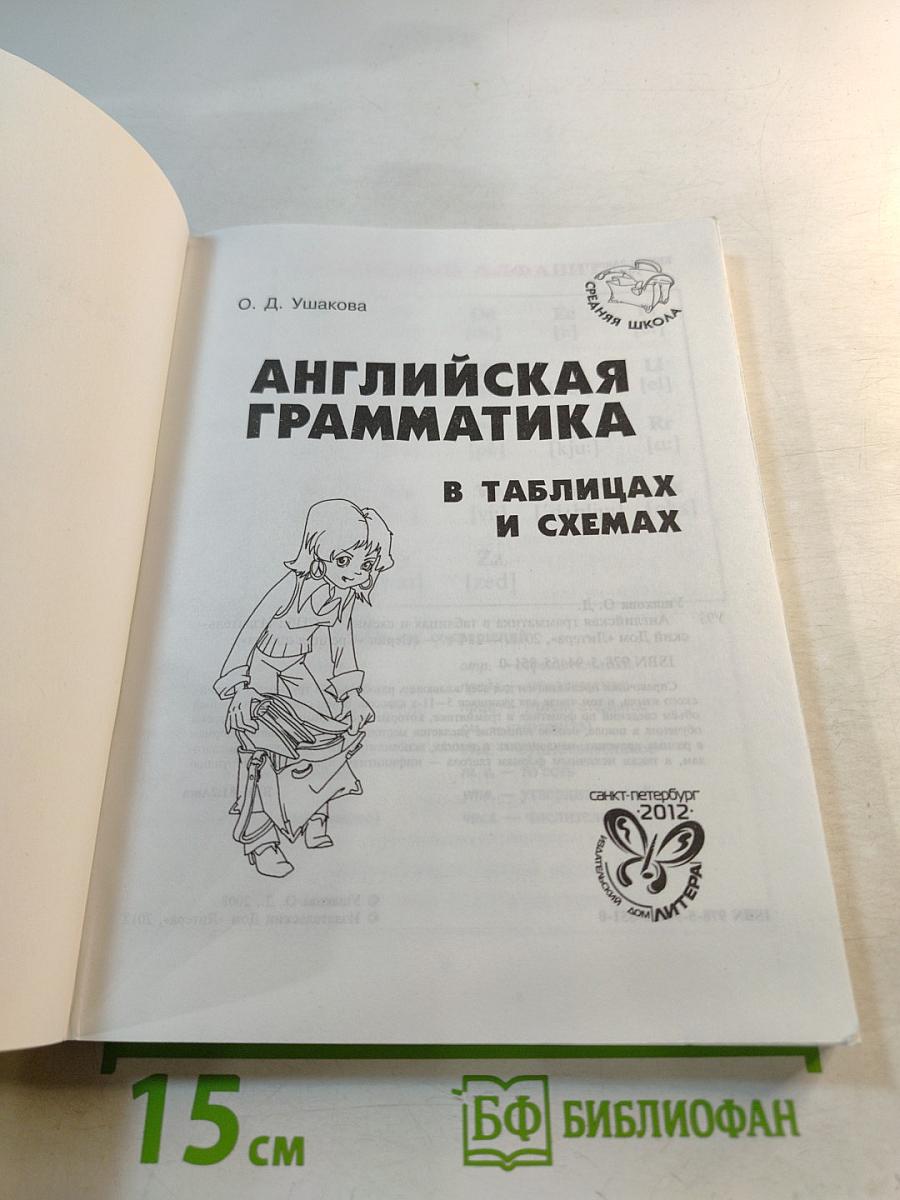 О. Д. Ушакова
СРЕДНЯЯ ШКОЛА
АНГЛИЙСКАЯ
ГРАММАТИКА
В ТАБЛИЦАХ
И СХЕМАХ
САНКТ-ПЕТЕРБУРГ
·2012·
ИЗДАТЕЛЬСКИЙ ДОМ ЛИТЕРА
15 см
БФ БИБЛИОФАН